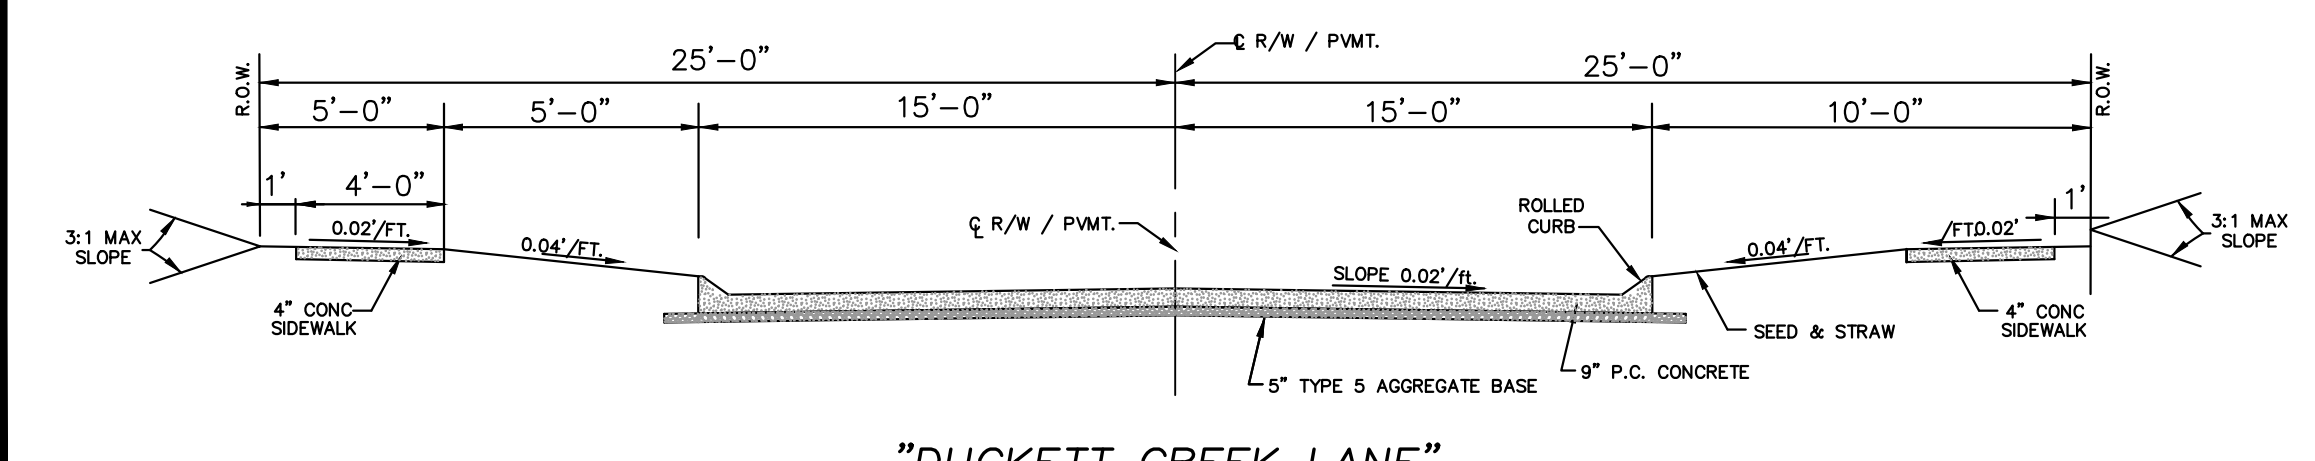 ℄ R/W / PVMT.
25'-0"
25'-0"
R.O.W.
R.O.W.
5'-0"
5'-0"
15'-0"
15'-0"
10'-0"
1'
4'-0"
1'
3:1 MAX
SLOPE
0.02'/FT.
0.04'/FT.
℄ R/W / PVMT.
ROLLED
CURB
SLOPE 0.02'/ft.
0.04'/FT.
/FT.0.02'
3:1 MAX
SLOPE
4" CONC
SIDEWALK
SEED & STRAW
4" CONC
SIDEWALK
5" TYPE 5 AGGREGATE BASE
9" P.C. CONCRETE
"DUCKETT CREEK LANE"